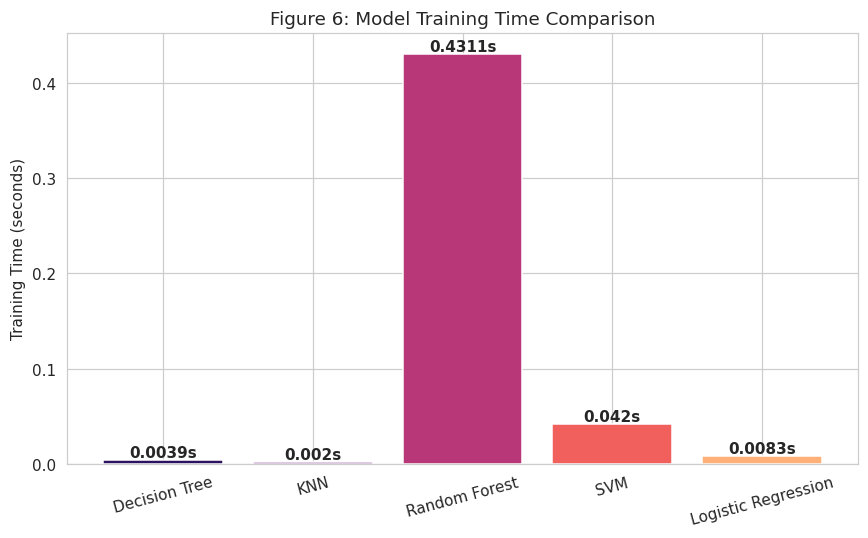 Figure 6: Model Training Time Comparison
Training Time (seconds)
0.4
0.3
0.2
0.1
0.0
0.0039s
0.002s
0.4311s
0.042s
0.0083s
Decision Tree
KNN
Random Forest
SVM
Logistic Regression